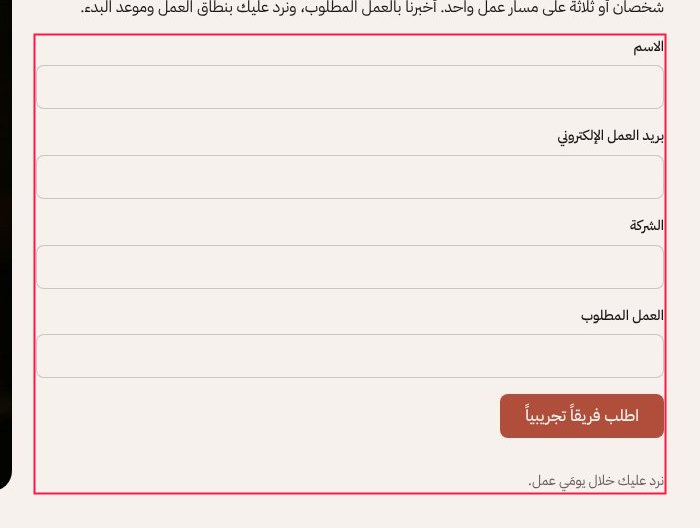 شخصان أو ثلاثة على مسار عمل واحد. أخبرنا بالعمل المطلوب، ونرد عليك بنطاق العمل وموعد البدء.
الاسم
بريد العمل الإلكتروني
الشركة
العمل المطلوب
اطلب فريقاً تجريبياً
نرد عليك خلال يومَي عمل.